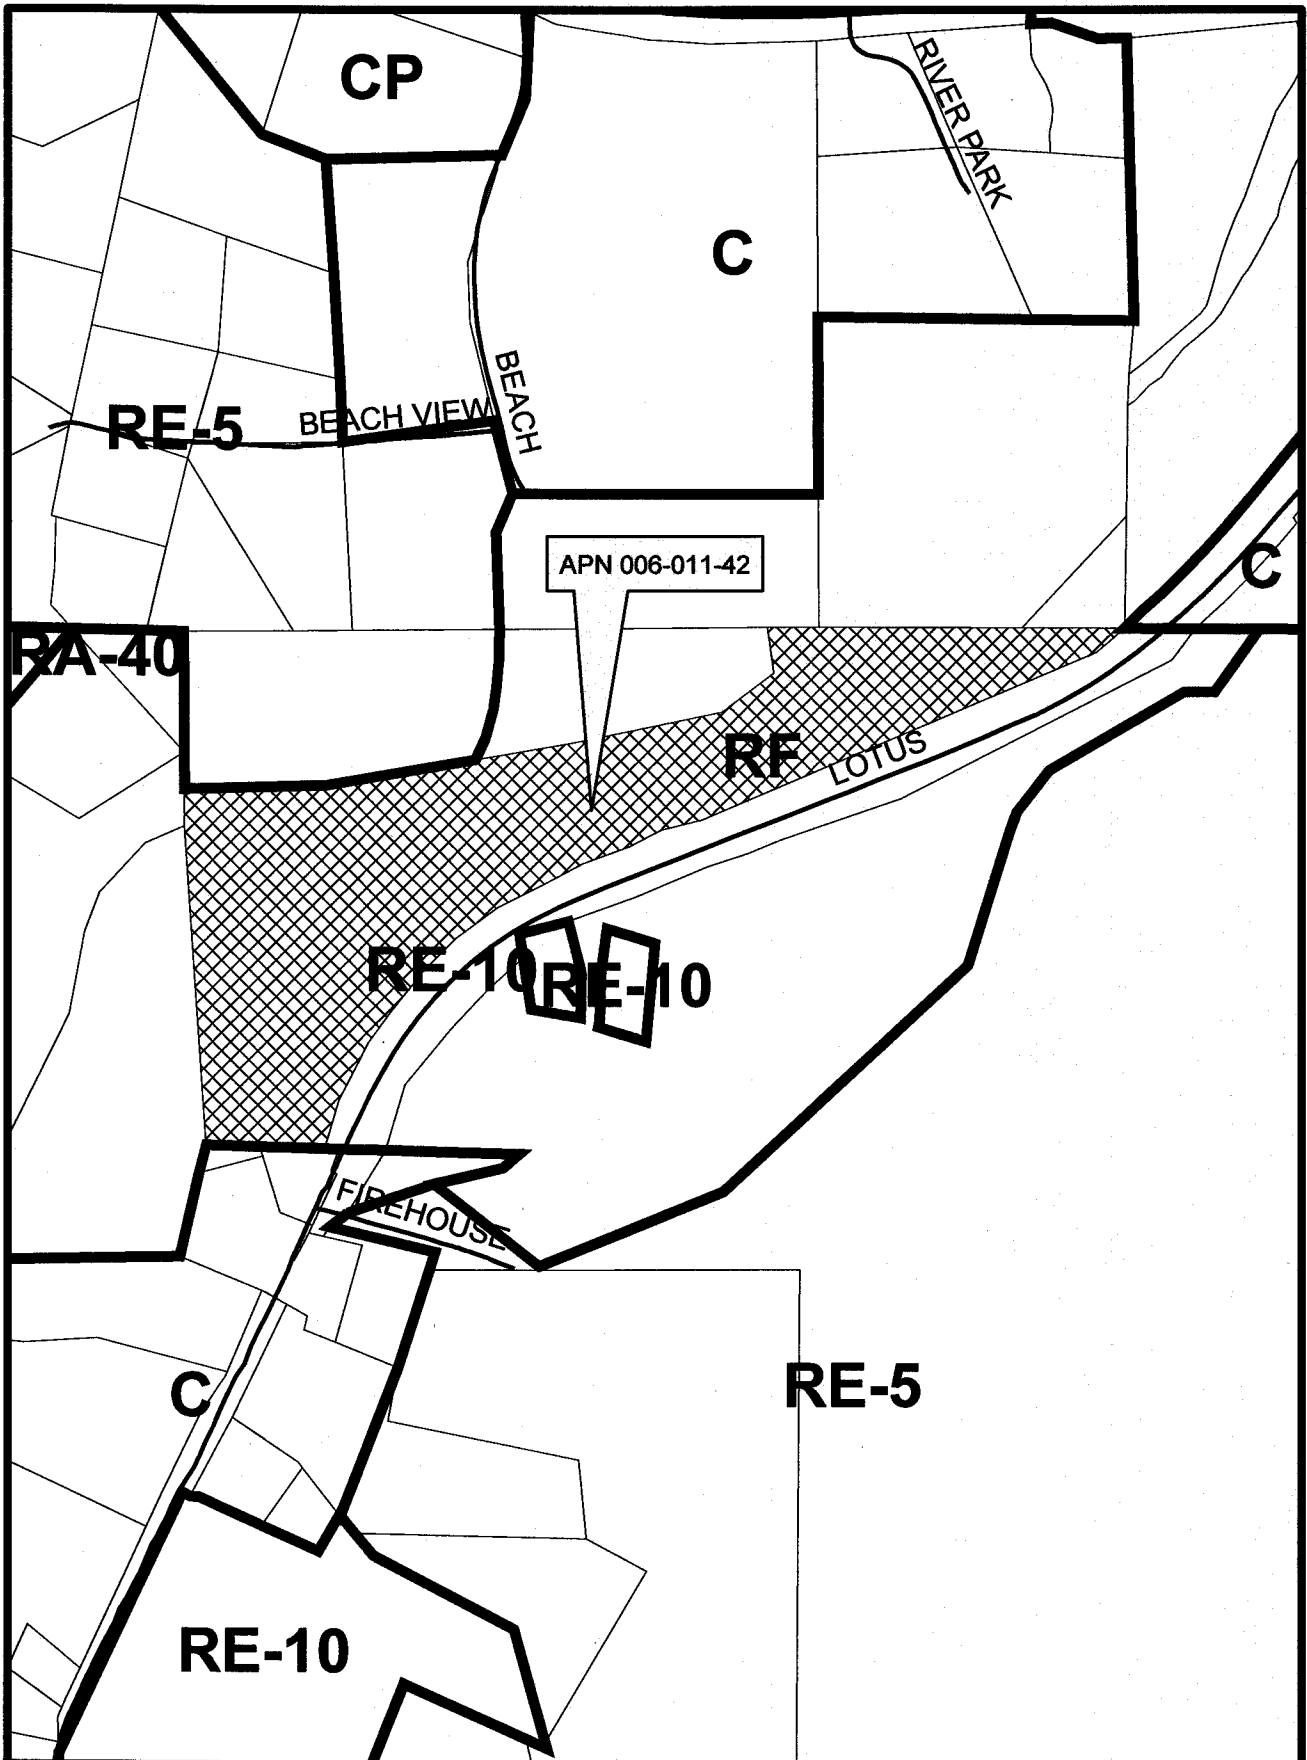 CP
RIVER PARK
C
BEACH
BEACH VIEW
RE-5
APN 006-011-42
C
RA-40
RF
LOTUS
RE-10
RE-10
FIREHOUSE
C
RE-5
RE-10